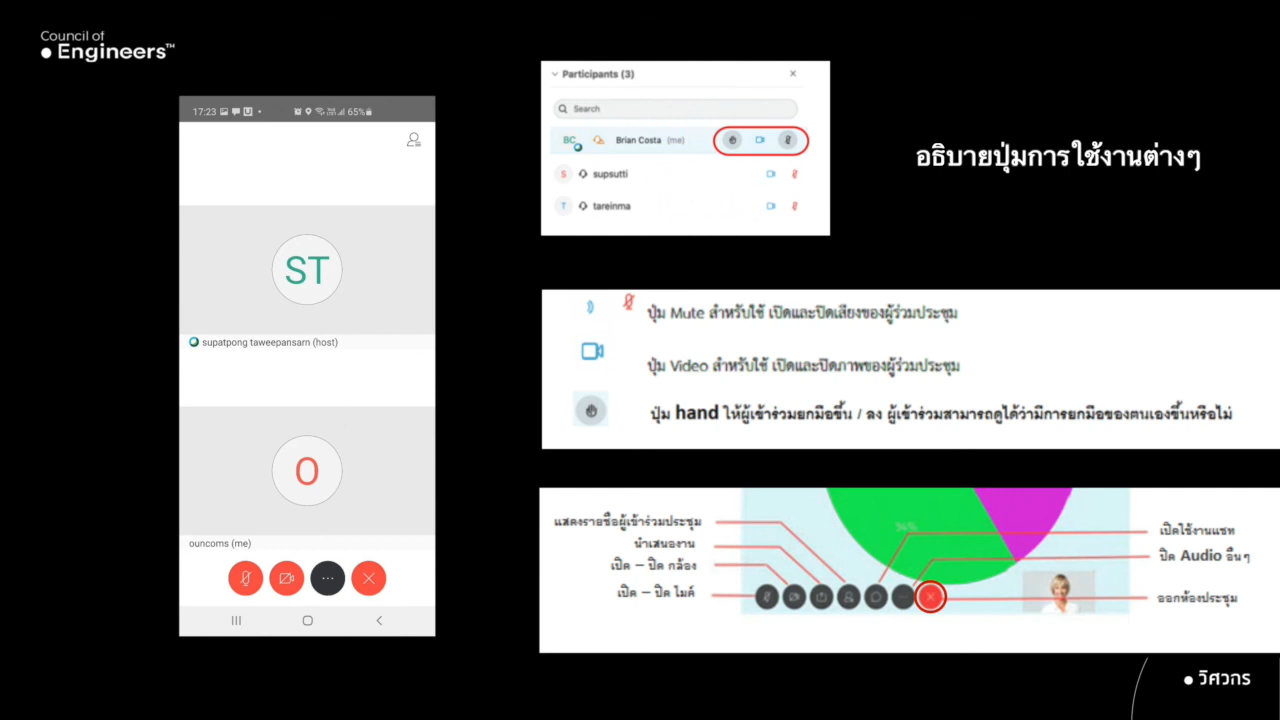 Council of
Engineers™
17:23
65%
ST
supatpong taweepansarn (host)
O
ouncoms (me)
Participants (3)
Search
BC Brian Costa (me)
S supsutti
T tareinma
อธิบายปุ่มการใช้งานต่างๆ
ปุ่ม Mute สำหรับใช้ เปิดและปิดเสียงของผู้ร่วมประชุม
ปุ่ม Video สำหรับใช้ เปิดและปิดภาพของผู้ร่วมประชุม
ปุ่ม hand ให้ผู้เข้าร่วมยกมือขึ้น / ลง ผู้เข้าร่วมสามารถดูได้ว่ามีการยกมือของตนเองขึ้นหรือไม่
แสดงรายชื่อผู้เข้าร่วมประชุม
นำเสนองาน
เปิด – ปิด กล้อง
เปิด – ปิด ไมค์
34%
เปิดใช้งานแชท
ปิด Audio อื่นๆ
ออกห้องประชุม
วิศวกร